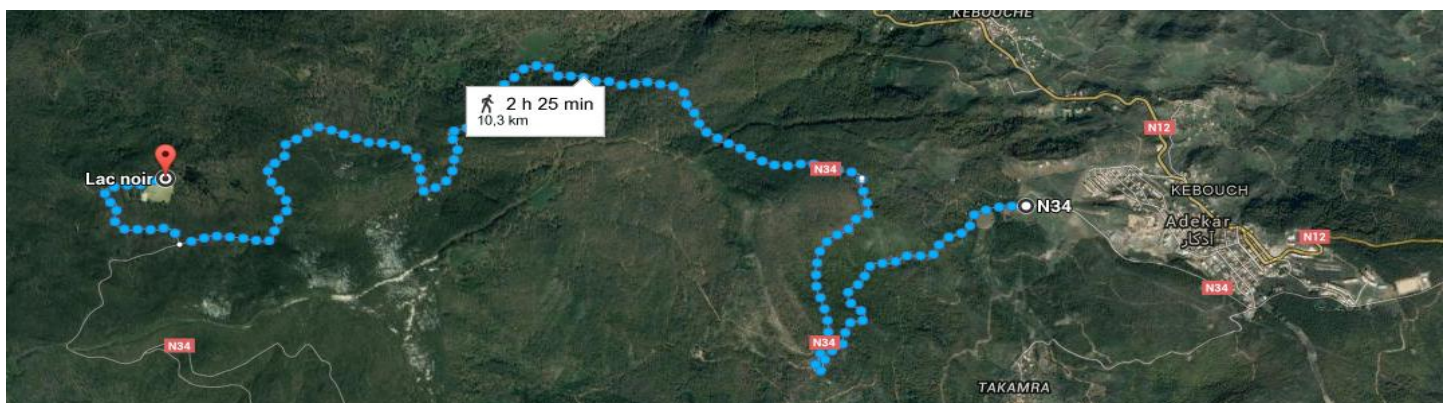 KEBOUCHE
2 h 25 min
10,3 km
N12
Lac noir
N34
KEBOUCH
N34
Adekar
أدكار
N12
N34
N34
N34
TAKAMRA